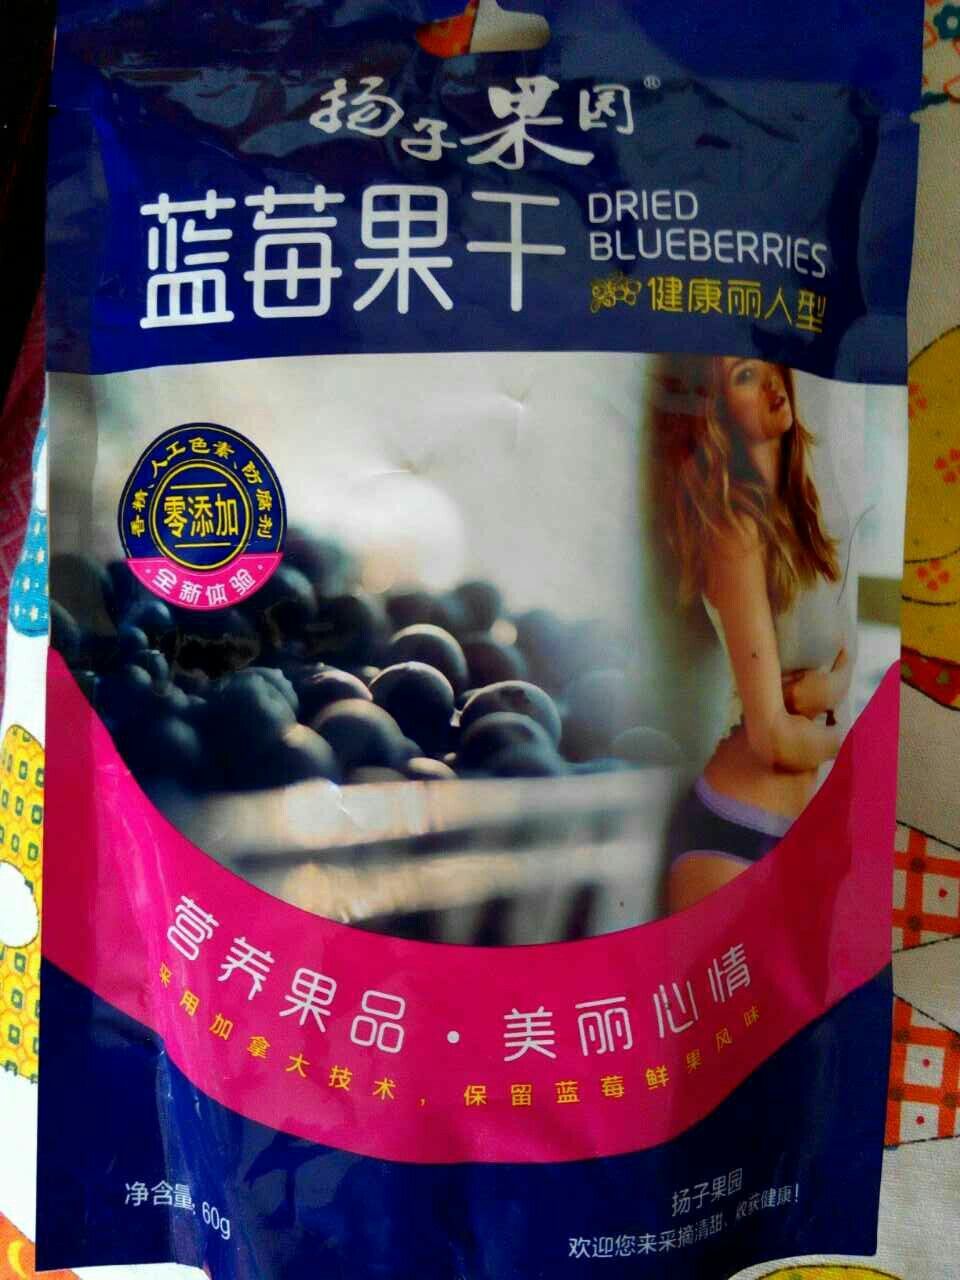 扬子果园®
蓝莓果干
DRIED
BLUEBERRIES
健康丽人型
香精、人工色素、防腐剂
零添加
·全新体验·
营养果品·美丽心情
采用加拿大技术，保留蓝莓鲜果风味
净含量: 60g
扬子果园
欢迎您来采摘清甜、收获健康！